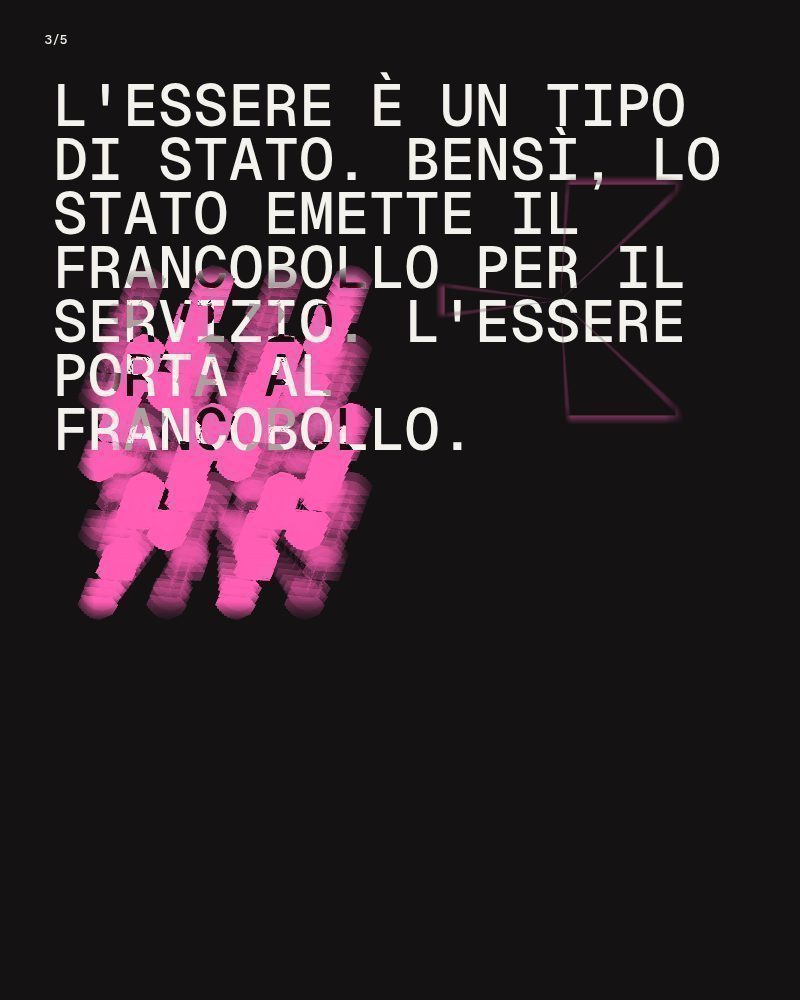 3/5
L'ESSERE È UN TIPO
DI STATO. BENSÌ, LO
STATO EMETTE IL
FRANCOBOLLO PER IL
SERVIZIO. L'ESSERE
PORTA AL
FRANCOBOLLO.